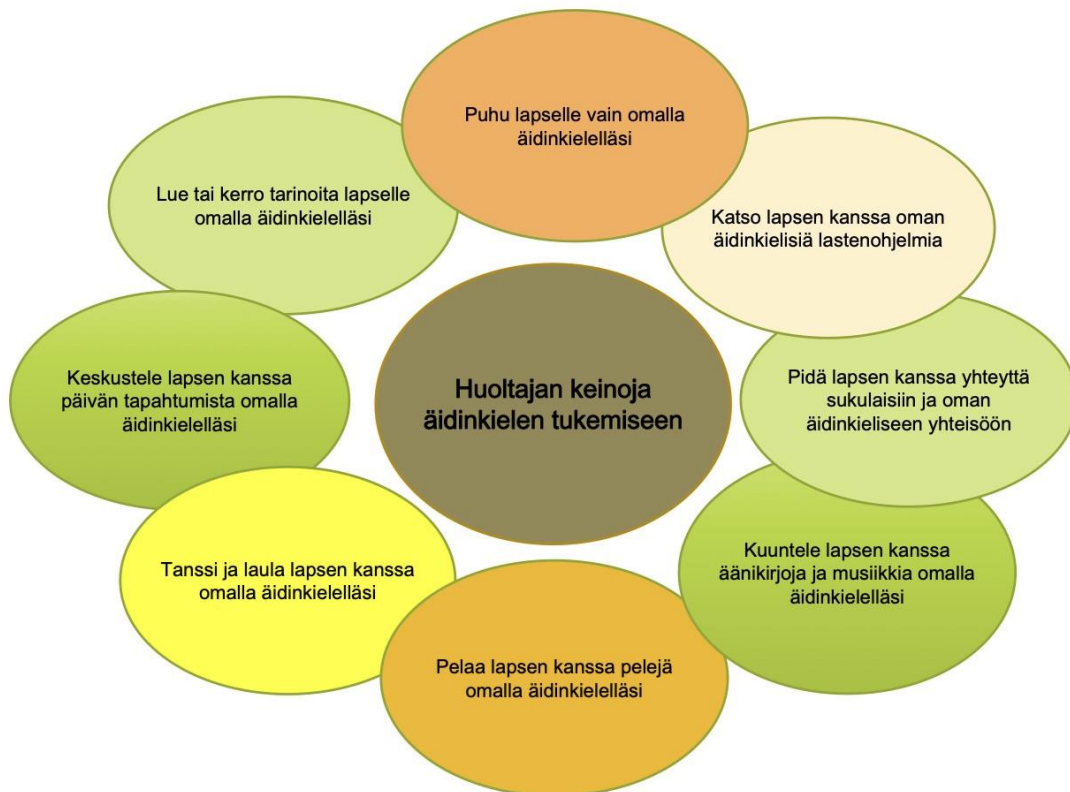 Puhu lapselle vain omalla
äidinkielelläsi
Katso lapsen kanssa oman
äidinkielisiä lastenohjelmia
Pidä lapsen kanssa yhteyttä
sukulaisiin ja oman
äidinkieliseen yhteisöön
Kuuntele lapsen kanssa
äänikirjoja ja musiikkia omalla
äidinkielelläsi
Pelaa lapsen kanssa pelejä
omalla äidinkielelläsi
Tanssi ja laula lapsen kanssa
omalla äidinkielelläsi
Keskustele lapsen kanssa
päivän tapahtumista omalla
äidinkielelläsi
Lue tai kerro tarinoita lapselle
omalla äidinkielelläsi
Huoltajan keinoja
äidinkielen tukemiseen